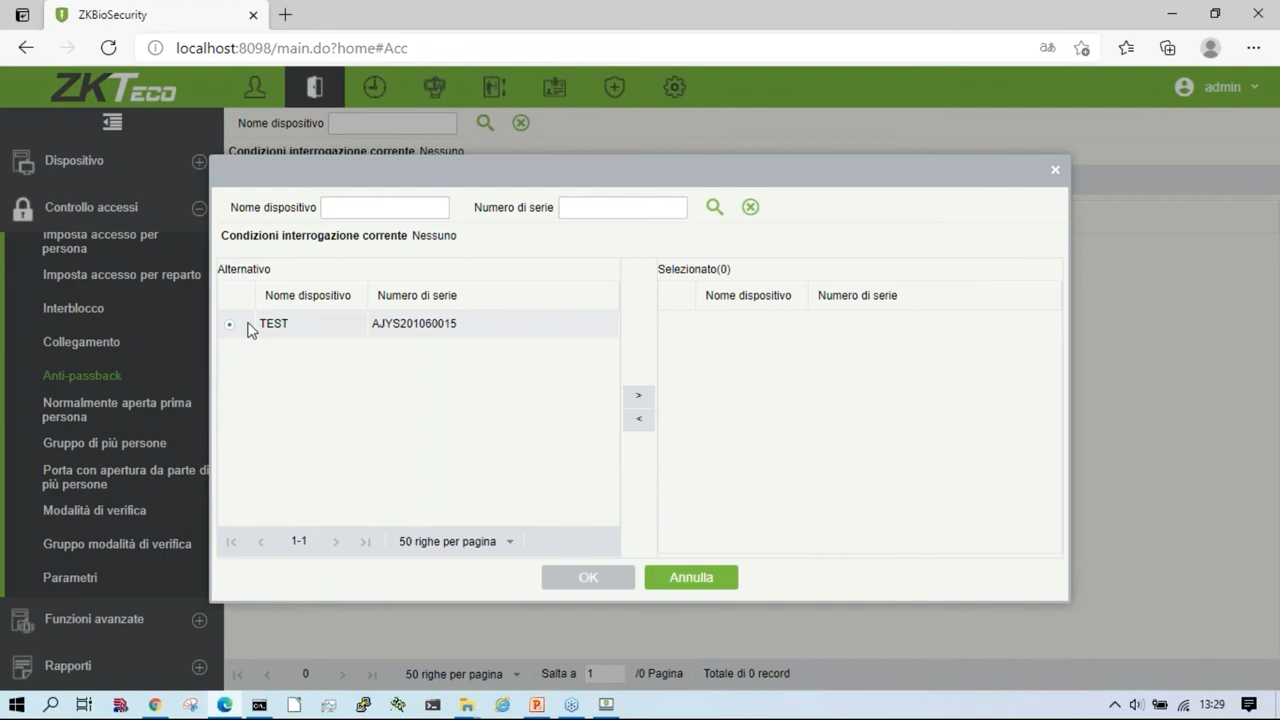 ZKBioSecurity
localhost:8098/main.do?home#Acc
ZKTeco
admin
Nome dispositivo
Condizioni interrogazione corrente Nessuno
Dispositivo
Controllo accessi
Imposta accesso per
persona
Imposta accesso per reparto
Interblocco
Collegamento
Anti-passback
Normalmente aperta prima
persona
Gruppo di più persone
Porta con apertura da parte di
più persone
Modalità di verifica
Gruppo modalità di verifica
Parametri
Funzioni avanzate
Rapporti
Nome dispositivo
Numero di serie
Condizioni interrogazione corrente Nessuno
Alternativo
Nome dispositivo Numero di serie
TEST AJYS201060015
1-1 50 righe per pagina
Selezionato(0)
Nome dispositivo Numero di serie
>
<
OK Annulla
0 50 righe per pagina Salta a 1 /0 Pagina Totale di 0 record
13:29